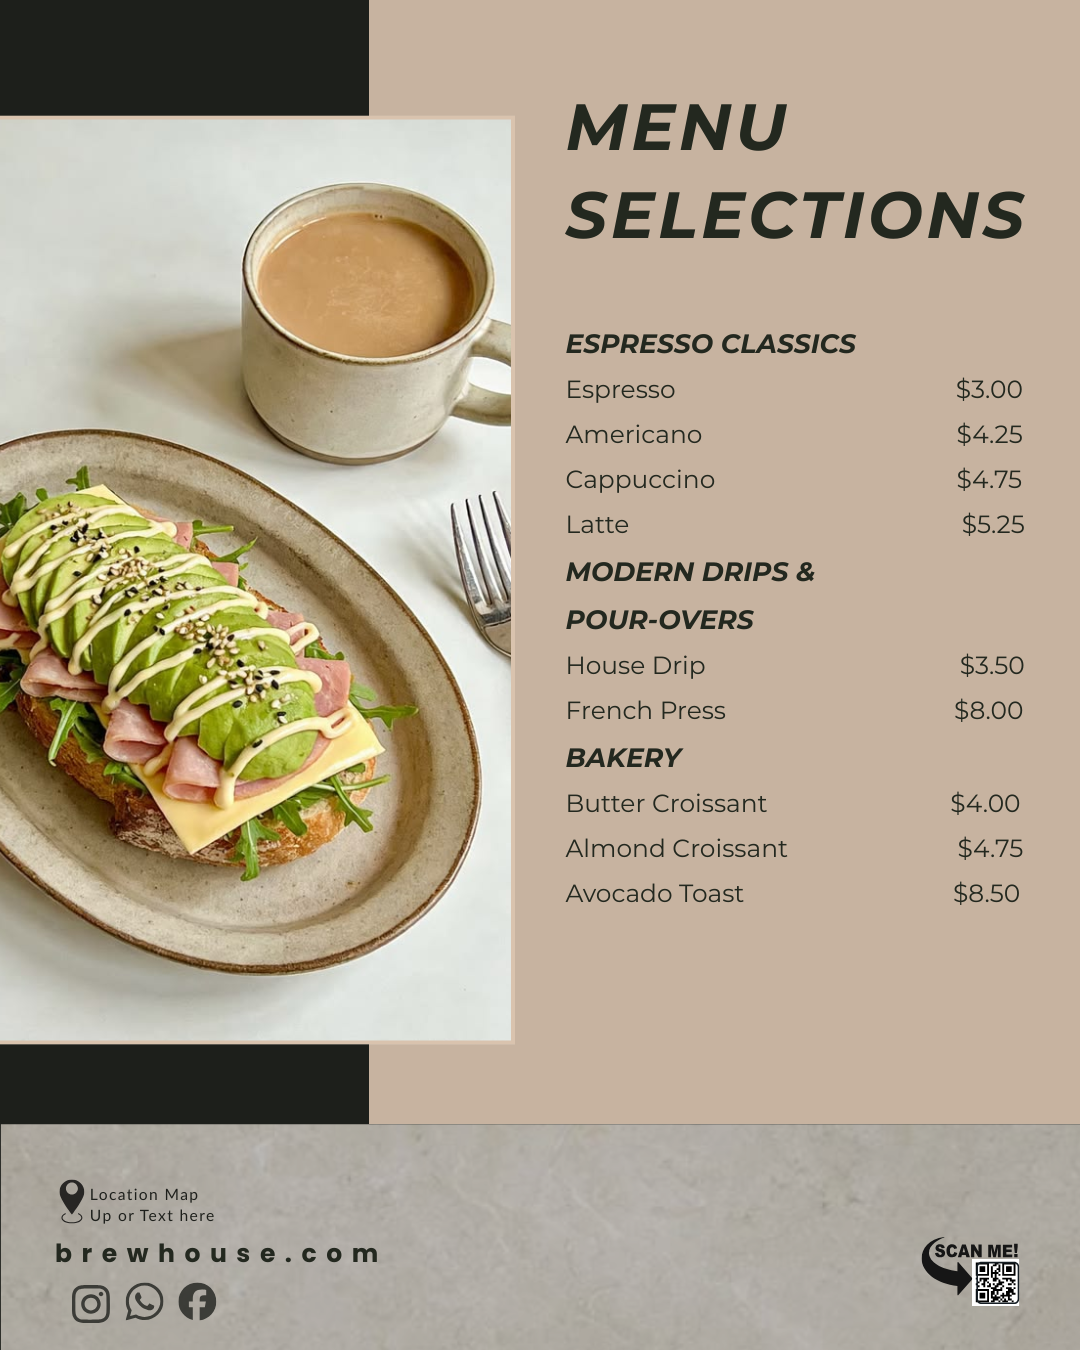 MENU
SELECTIONS
ESPRESSO CLASSICS
Espresso $3.00
Americano $4.25
Cappuccino $4.75
Latte $5.25
MODERN DRIPS &
POUR-OVERS
House Drip $3.50
French Press $8.00
BAKERY
Butter Croissant $4.00
Almond Croissant $4.75
Avocado Toast $8.50
Location Map
Up or Text here
brewhouse.com
SCAN ME!